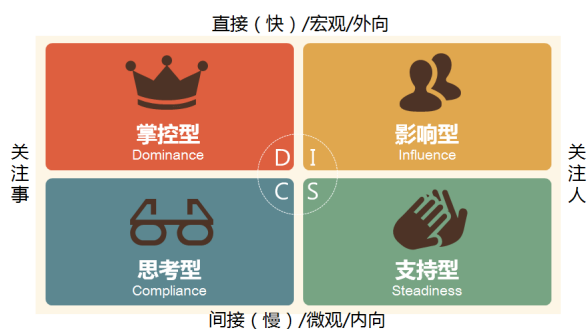 直接（快）/宏观/外向
关注事
掌控型
Dominance
影响型
Influence
D I
C S
思考型
Compliance
支持型
Steadiness
关注人
间接（慢）/微观/内向